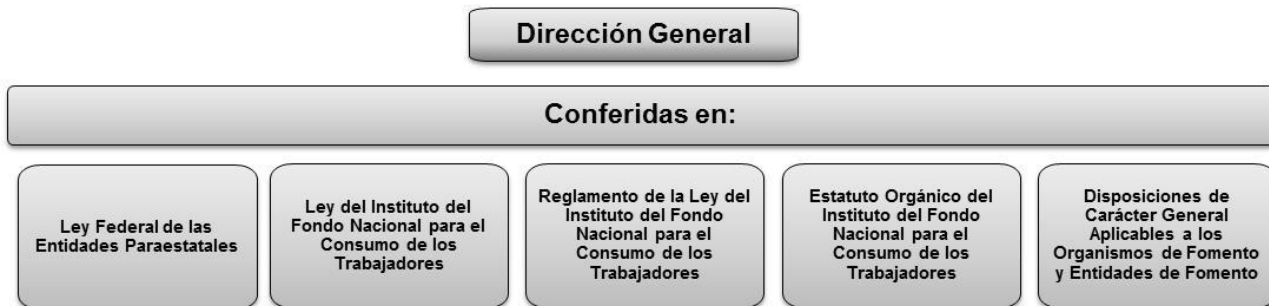 Dirección General
Conferidas en:
Ley Federal de las
Entidades Paraestatales
Ley del Instituto del
Fondo Nacional para el
Consumo de los
Trabajadores
Reglamento de la Ley del
Instituto del Fondo
Nacional para el
Consumo de los
Trabajadores
Estatuto Orgánico del
Instituto del Fondo
Nacional para el
Consumo de los
Trabajadores
Disposiciones de
Carácter General
Aplicables a los
Organismos de Fomento
y Entidades de Fomento